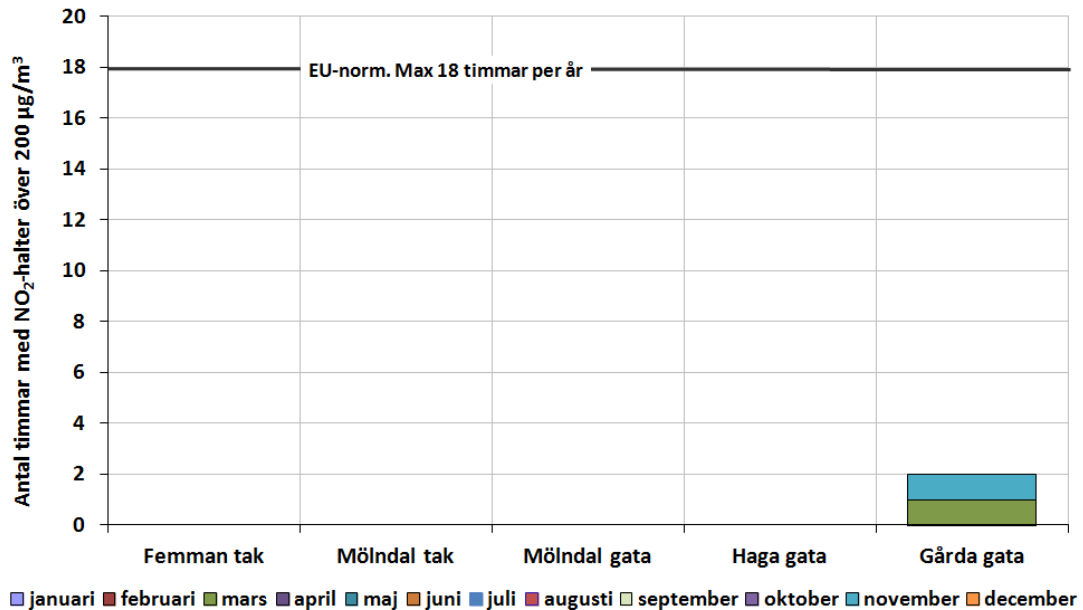 Antal timmar med NO₂-halter över 200 µg/m³
20
18
16
14
12
10
8
6
4
2
0
EU-norm. Max 18 timmar per år
Femman tak Mölndal tak Mölndal gata Haga gata Gårda gata
januari februari mars april maj juni juli augusti september oktober november december